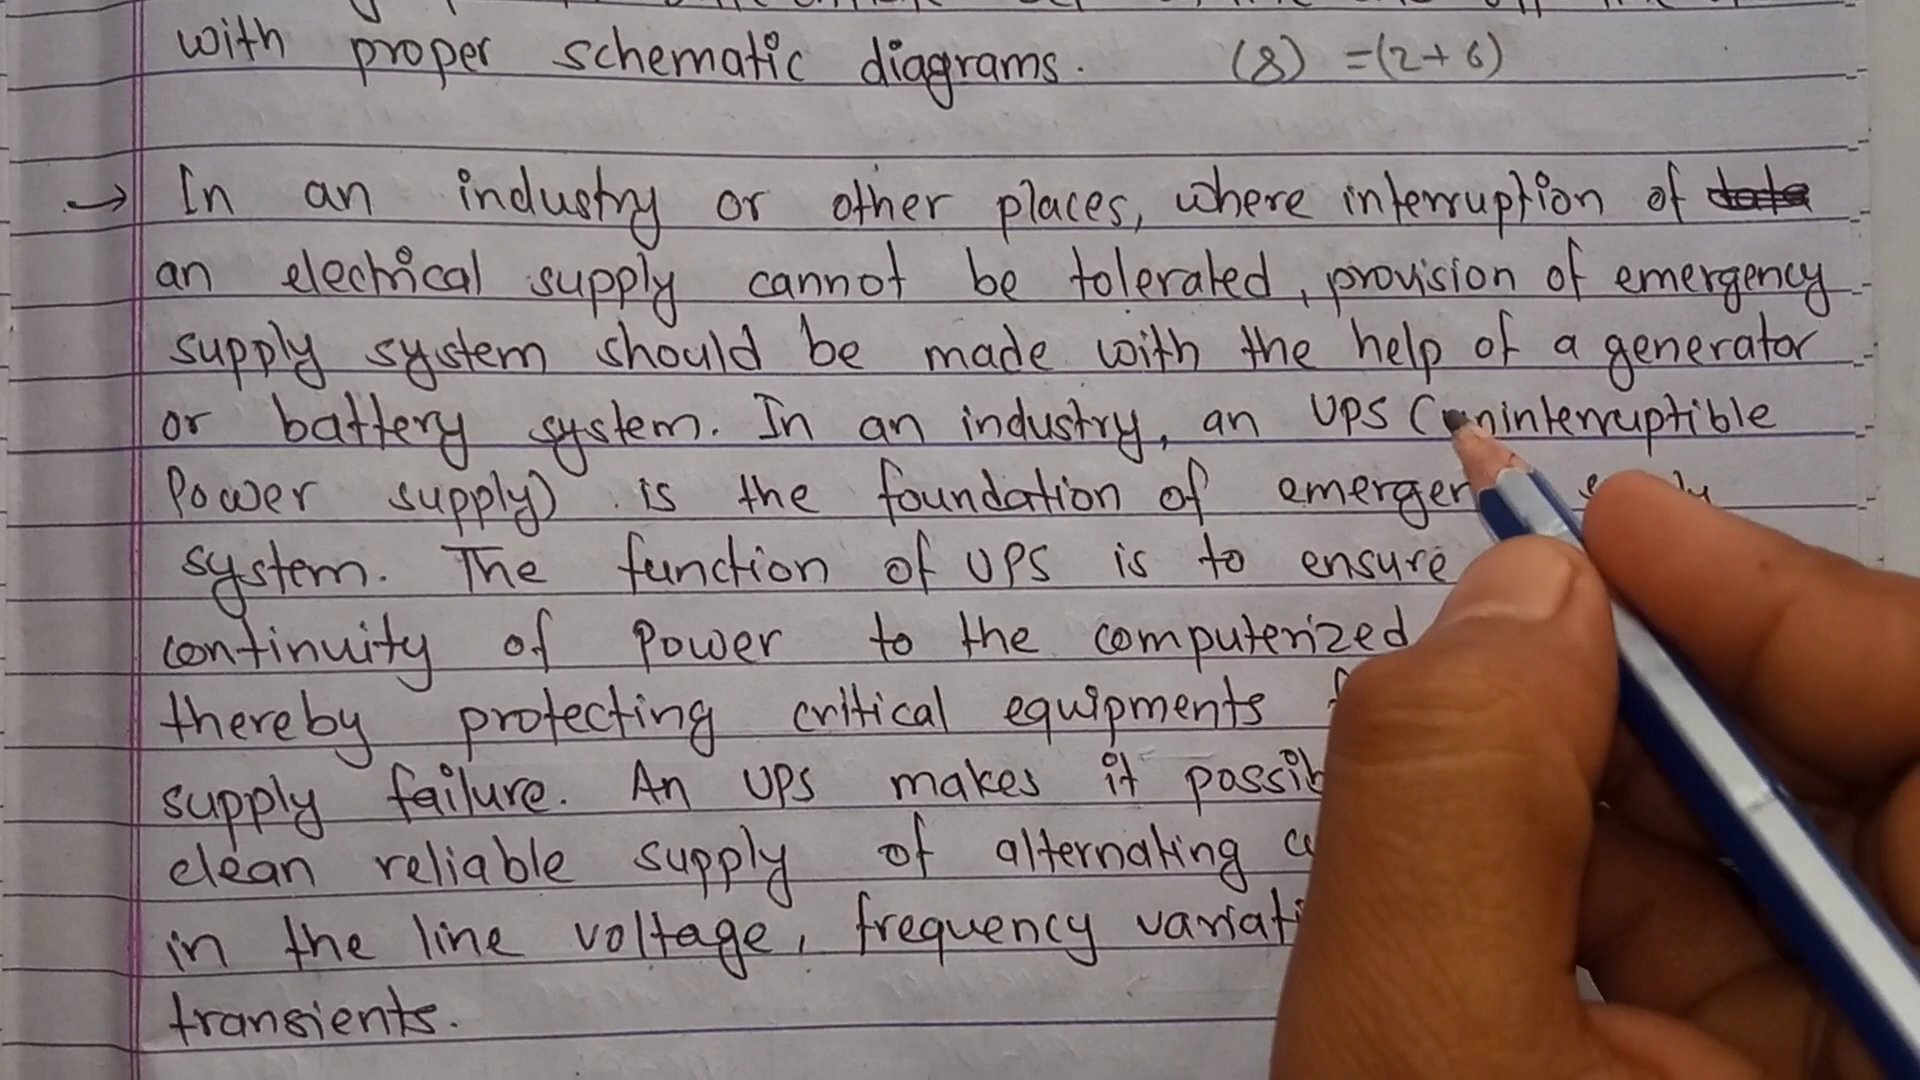 with proper schematic diagrams. (8) =(2+6)
→ In an industry or other places, where interruption of
an electrical supply cannot be tolerated, provision of emergency
supply system should be made with the help of a generator
or battery system. In an industry, an UPS (uninterruptible
Power supply) is the foundation of emergen
system. The function of UPS is to ensure
continuity of power to the computerized
thereby protecting critical equipments
supply failure. An UPS makes it possib
clean reliable supply of alternating cu
in the line voltage, frequency variati
transients.